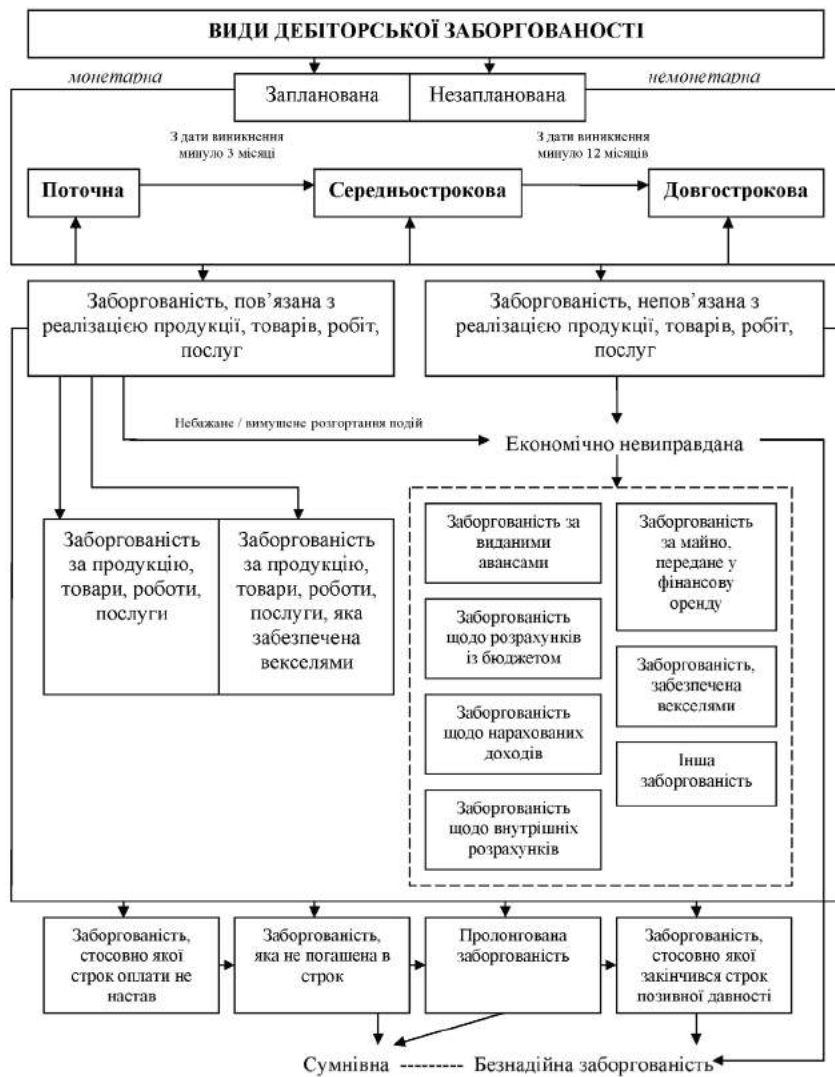 ВИДИ ДЕБІТОРСЬКОЇ ЗАБОРГОВАНОСТІ
монетарна
немонетарна
Запланована
Незапланована
З дати виникнення
минуло 3 місяці
З дати виникнення
минуло 12 місяців
Поточна
Середньострокова
Довгострокова
Заборгованість, пов’язана з
реалізацією продукції, товарів, робіт,
послуг
Заборгованість, непов’язана з
реалізацією продукції, товарів, робіт,
послуг
Небажане / вимушене розгортання подій
Економічно невиправдана
Заборгованість
за продукцію,
товари, роботи,
послуги
Заборгованість
за продукцію,
товари, роботи,
послуги, яка
забезпечена
векселями
Заборгованість за
виданими
авансами
Заборгованість
щодо розрахунків
із бюджетом
Заборгованість
щодо нарахованих
доходів
Заборгованість
щодо внутрішніх
розрахунків
Заборгованість
за майно,
передане у
фінансову
оренду
Заборгованість,
забезпечена
векселями
Інша
заборгованість
Заборгованість,
стосовно якої
строк оплати не
настав
Заборгованість,
яка не погашена в
строк
Пролонгована
заборгованість
Заборгованість,
стосовно якої
закінчився строк
позивної давності
Сумнівна --------- Безнадійна заборгованість